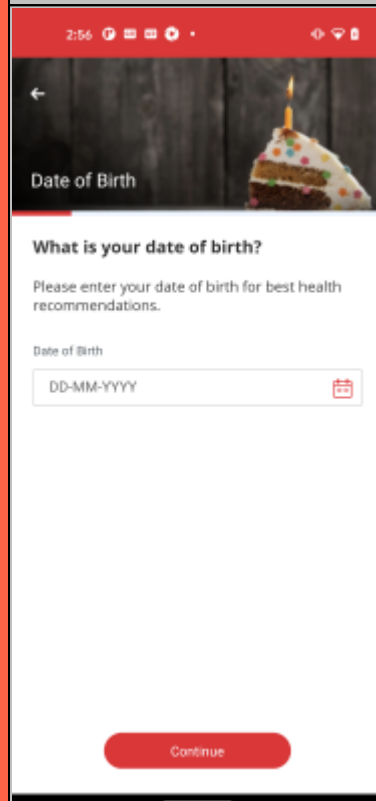 2:56
Date of Birth
What is your date of birth?
Please enter your date of birth for best health
recommendations.
Date of Birth
DD-MM-YYYY
Continue